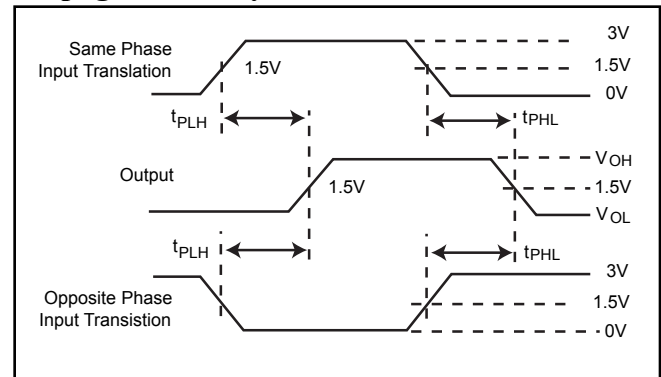 Same Phase
Input Translation
1.5V
3V
1.5V
0V
tPLH
tPHL
Output
1.5V
VOH
1.5V
VOL
tPLH
tPHL
Opposite Phase
Input Transistion
3V
1.5V
0V